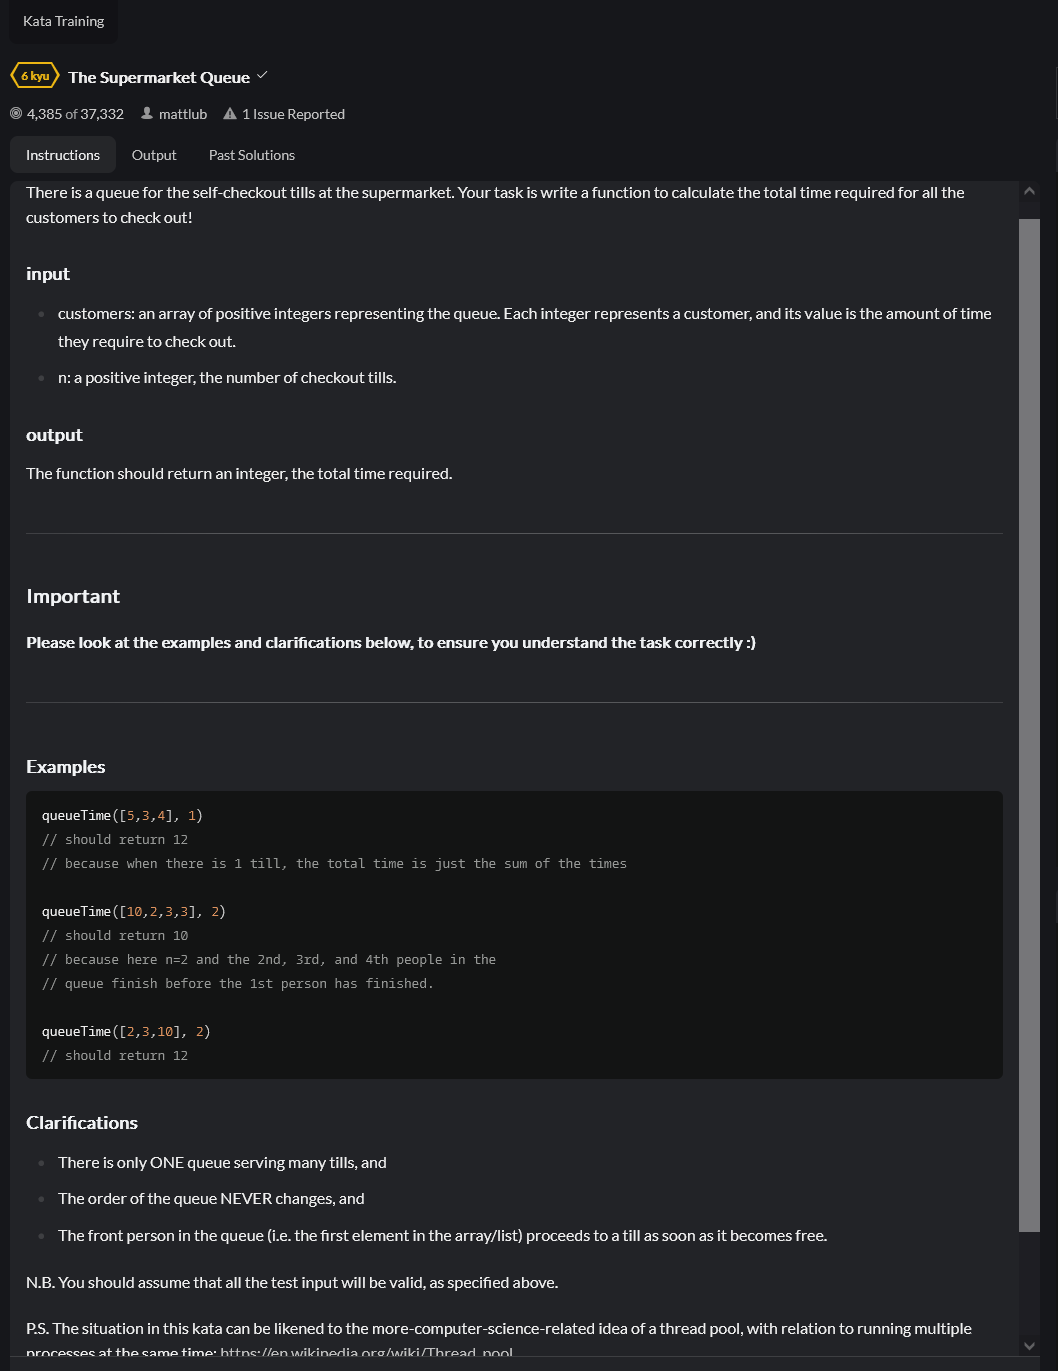 Kata Training
6 kyu The Supermarket Queue
4,385 of 37,332 mattlub 1 Issue Reported
Instructions Output Past Solutions
There is a queue for the self-checkout tills at the supermarket. Your task is write a function to calculate the total time required for all the
customers to check out!
input
customers: an array of positive integers representing the queue. Each integer represents a customer, and its value is the amount of time
they require to check out.
n: a positive integer, the number of checkout tills.
output
The function should return an integer, the total time required.
Important
Please look at the examples and clarifications below, to ensure you understand the task correctly :)
Examples
queueTime([5,3,4], 1)
// should return 12
// because when there is 1 till, the total time is just the sum of the times
queueTime([10,2,3,3], 2)
// should return 10
// because here n=2 and the 2nd, 3rd, and 4th people in the
// queue finish before the 1st person has finished.
queueTime([2,3,10], 2)
// should return 12
Clarifications
There is only ONE queue serving many tills, and
The order of the queue NEVER changes, and
The front person in the queue (i.e. the first element in the array/list) proceeds to a till as soon as it becomes free.
N.B. You should assume that all the test input will be valid, as specified above.
P.S. The situation in this kata can be likened to the more-computer-science-related idea of a thread pool, with relation to running multiple
processes at the same time: https://en.wikipedia.org/wiki/Thread_pool